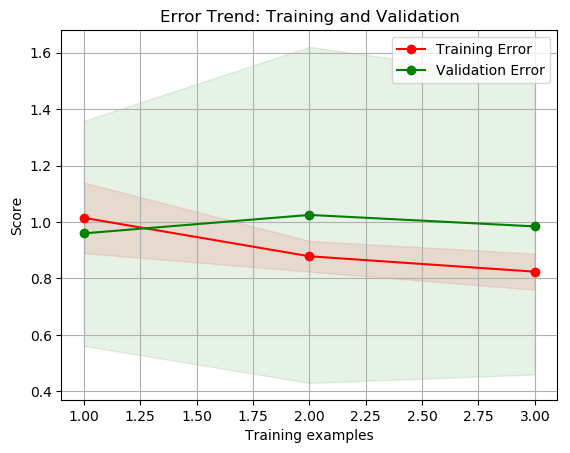 Error Trend: Training and Validation
Training Error
Validation Error
Score
1.6
1.4
1.2
1.0
0.8
0.6
0.4
1.00 1.25 1.50 1.75 2.00 2.25 2.50 2.75 3.00
Training examples